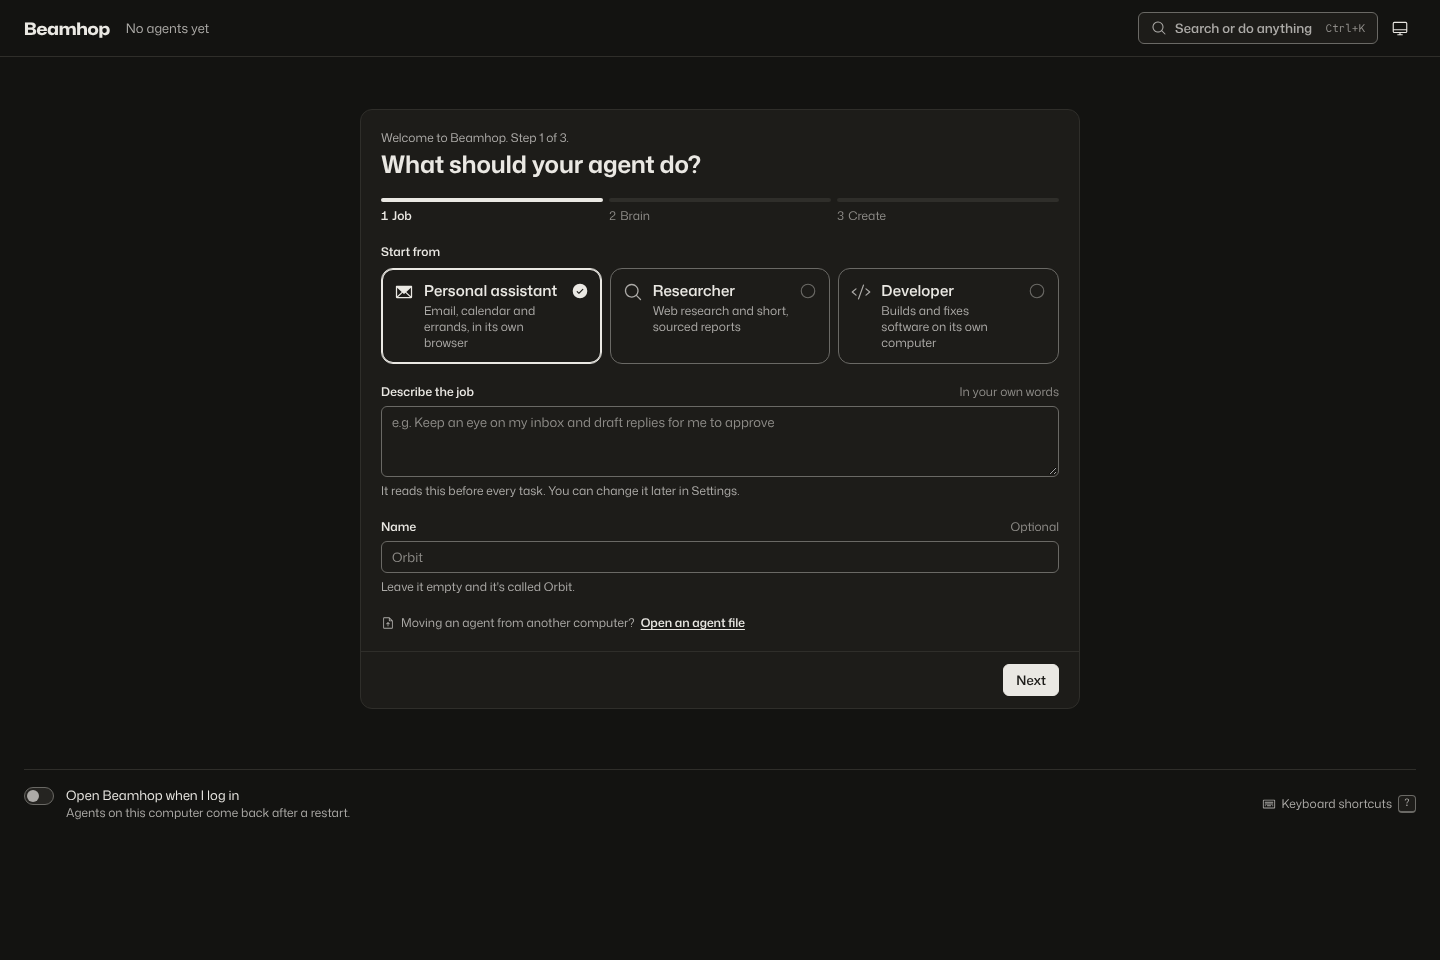 Beamhop No agents yet Search or do anything Ctrl+K
Welcome to Beamhop. Step 1 of 3.
What should your agent do?
1 Job 2 Brain 3 Create
Start from
Personal assistant
Email, calendar and
errands, in its own
browser
Researcher
Web research and short,
sourced reports
Developer
Builds and fixes
software on its own
computer
Describe the job In your own words
e.g. Keep an eye on my inbox and draft replies for me to approve
It reads this before every task. You can change it later in Settings.
Name Optional
Orbit
Leave it empty and it's called Orbit.
Moving an agent from another computer? Open an agent file
Next
Open Beamhop when I log in
Agents on this computer come back after a restart.
Keyboard shortcuts ?